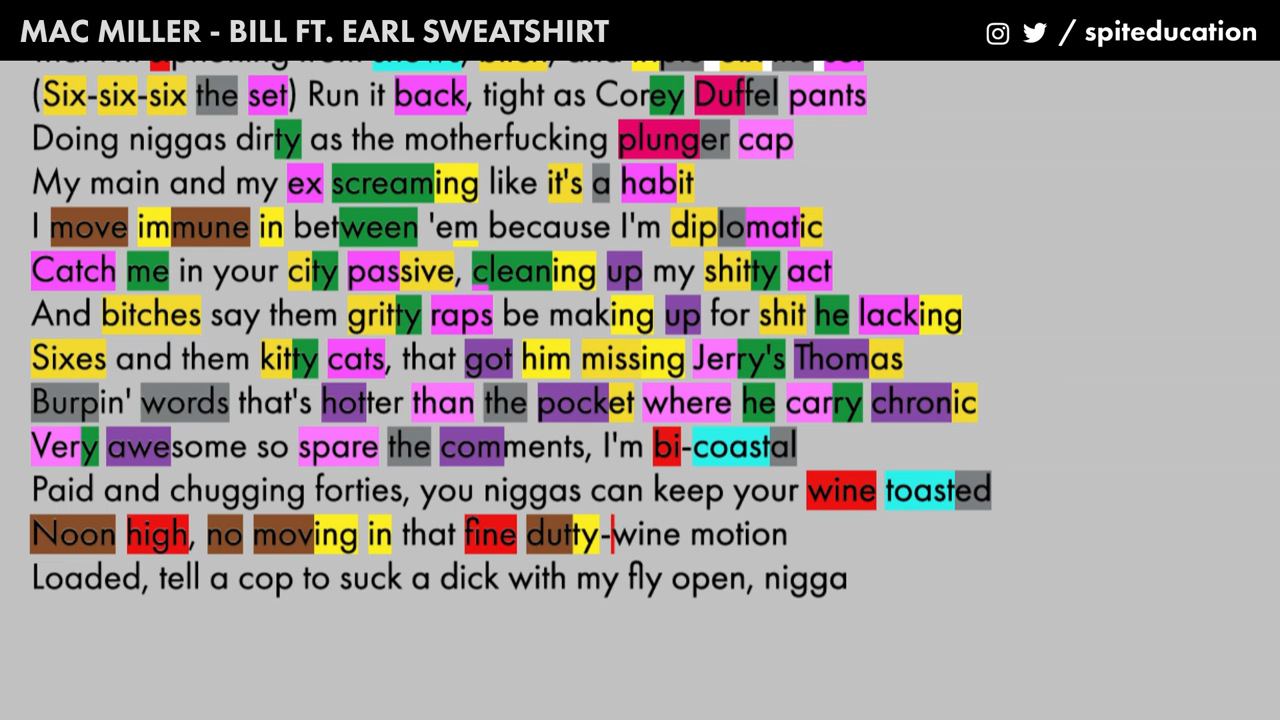 MAC MILLER - BILL FT. EARL SWEATSHIRT
/ spiteducation
(Six-six-six the set) Run it back, tight as Corey Duffel pants
Doing niggas dirty as the motherfucking plunger cap
My main and my ex screaming like it's a habit
I move immune in between 'em because I'm diplomatic
Catch me in your city passive, cleaning up my shitty act
And bitches say them gritty raps be making up for shit he lacking
Sixes and them kitty cats, that got him missing Jerry's Thomas
Burpin' words that's hotter than the pocket where he carry chronic
Very awesome so spare the comments, I'm bi-coastal
Paid and chugging forties, you niggas can keep your wine toasted
Noon high, no moving in that fine dutty-wine motion
Loaded, tell a cop to suck a dick with my fly open, nigga